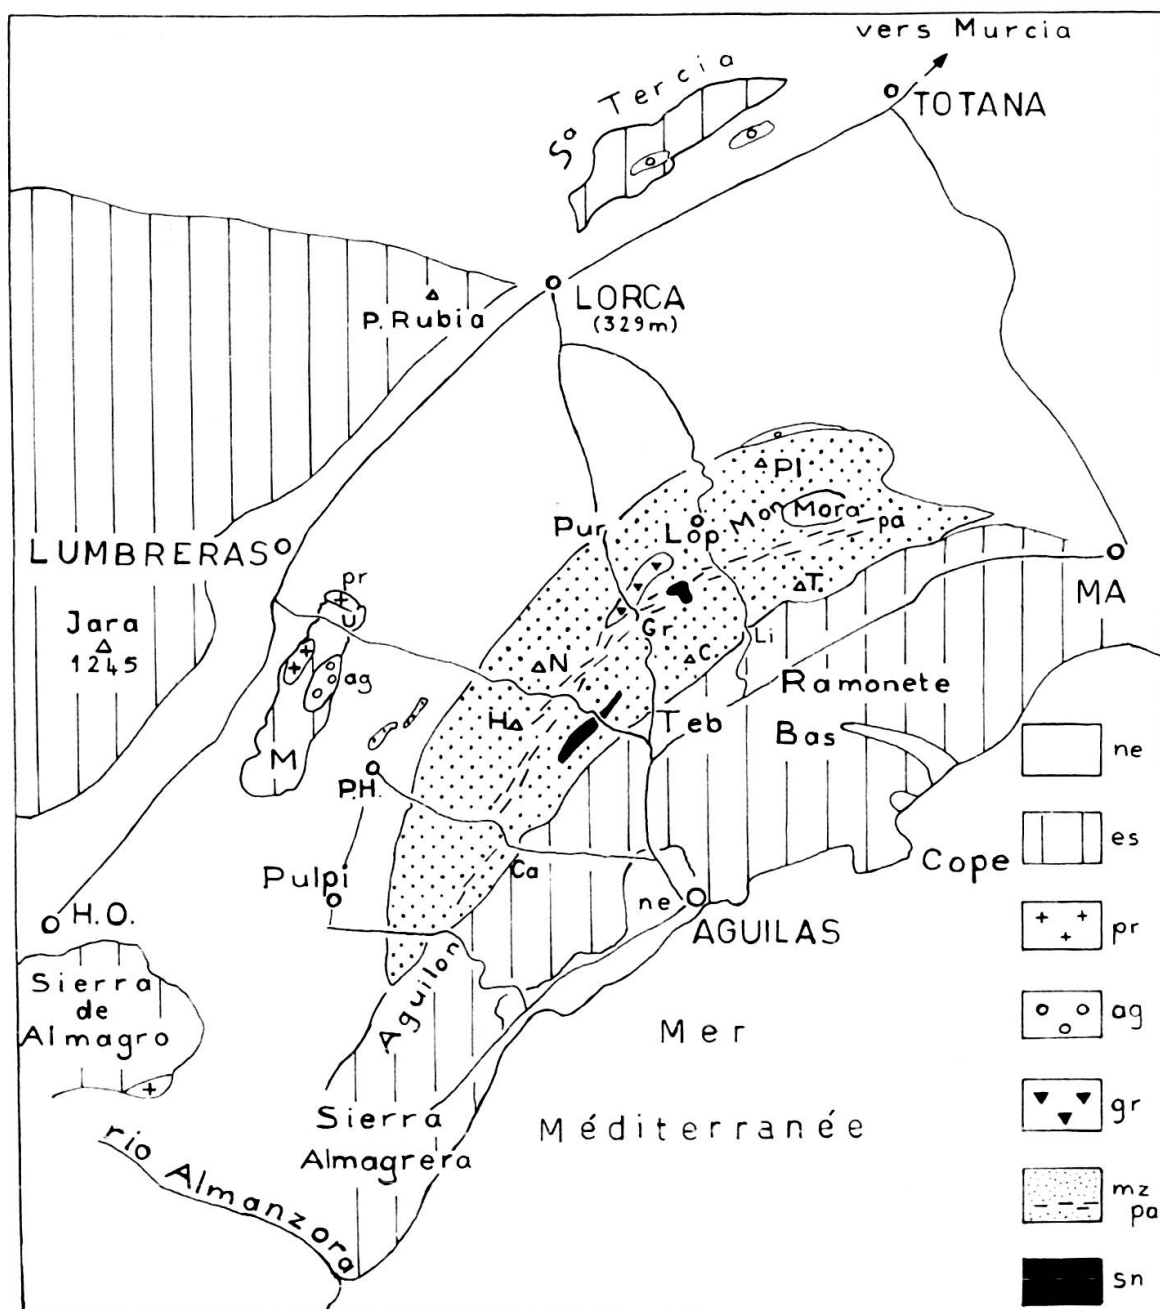 vers Murcia
Sª Tercia
TOTANA
LORCA
(329m)
P. Rubia
Pl
Mon Mora
Pur
Lop
pa
LUMBRERAS
MA
pr
T.
Jara
1245
u
Gr
Li
N
C.
ag
Ramonete
H
Teb
Bas
M
ne
P.H.
es
Cope
Ca
Pulpí
ne
H.O.
AGUILAS
pr
Aguilon
Sierra
de
Almagro
Mer
ag
Sierra
Almagrera
Méditerranée
gr
rio Almanzora
mz
pa
sn